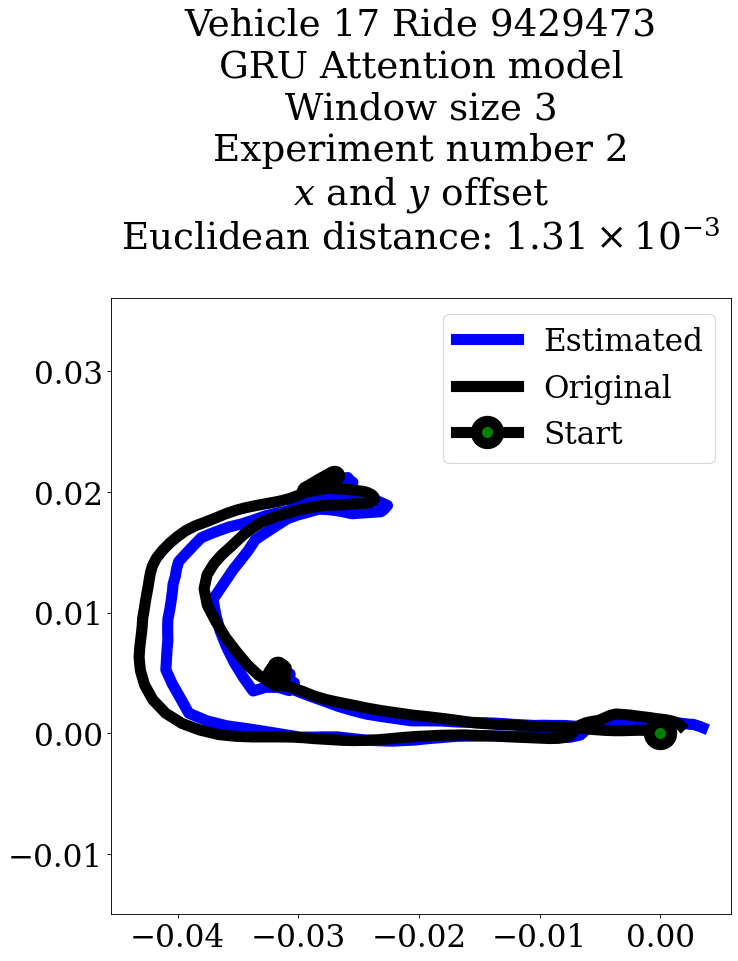 Vehicle 17 Ride 9429473
GRU Attention model
Window size 3
Experiment number 2
x and y offset
Euclidean distance: 1.31 × 10⁻³
Estimated
Original
Start
0.03
0.02
0.01
0.00
−0.01
−0.04 −0.03 −0.02 −0.01 0.00